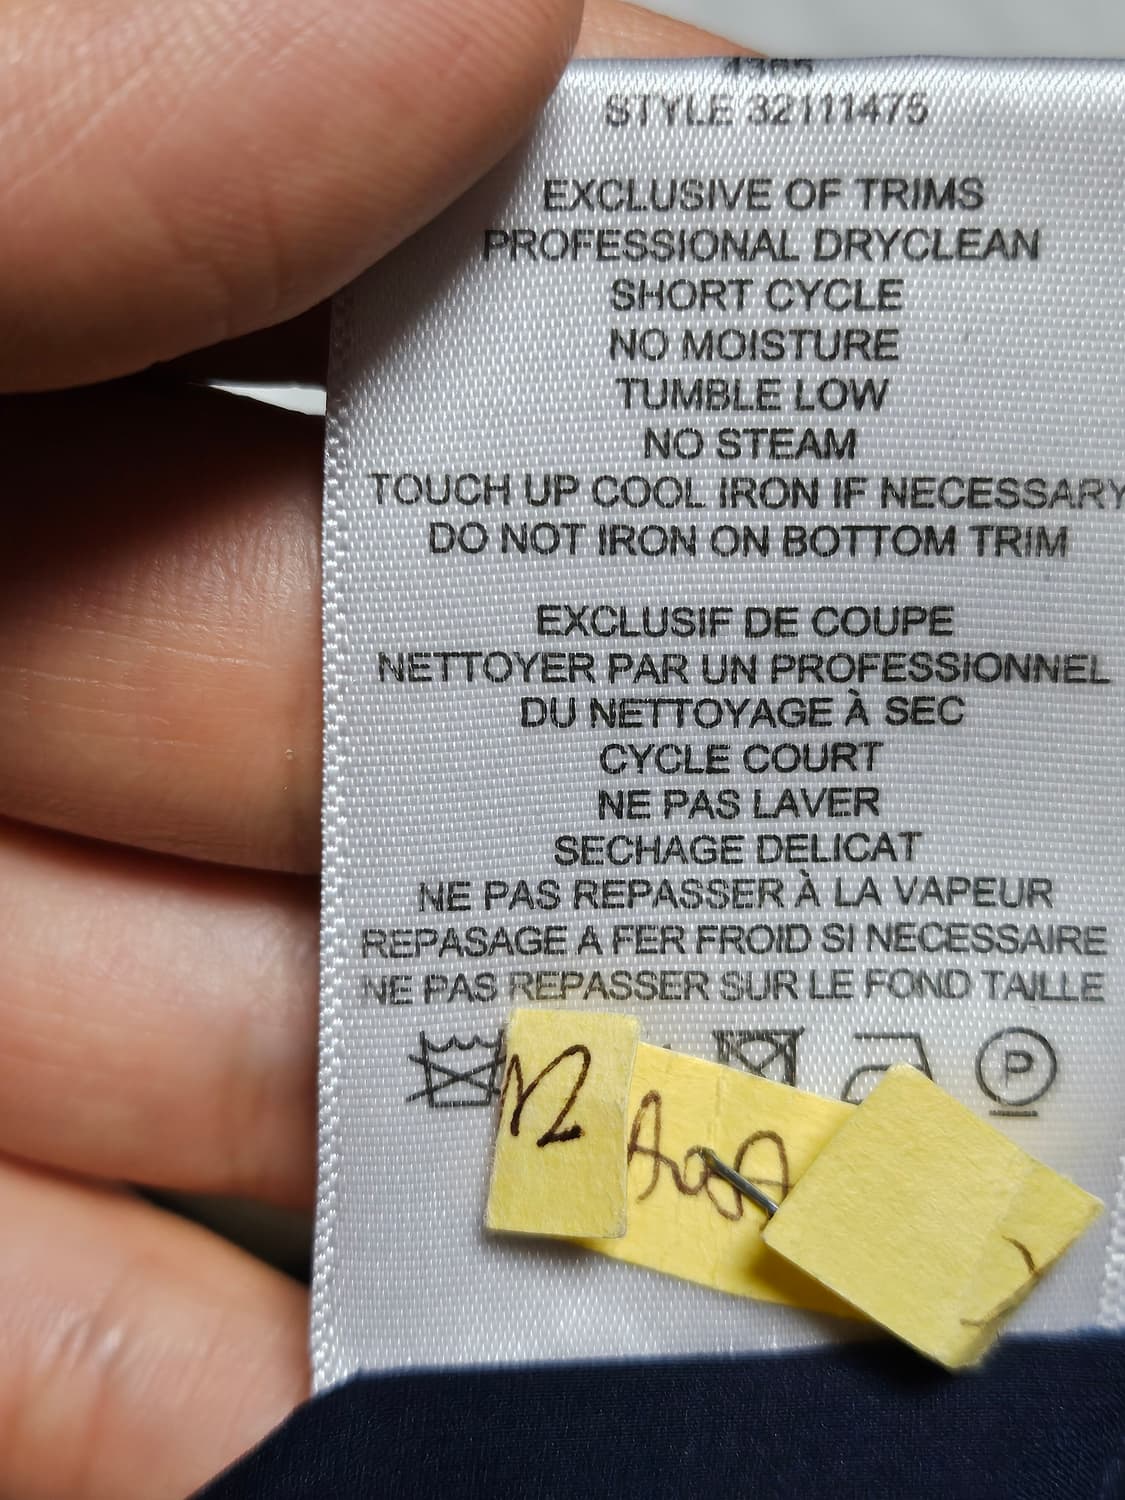 STYLE 32111475
EXCLUSIVE OF TRIMS
PROFESSIONAL DRYCLEAN
SHORT CYCLE
NO MOISTURE
TUMBLE LOW
NO STEAM
TOUCH UP COOL IRON IF NECESSARY
DO NOT IRON ON BOTTOM TRIM
EXCLUSIF DE COUPE
NETTOYER PAR UN PROFESSIONNEL
DU NETTOYAGE À SEC
CYCLE COURT
NE PAS LAVER
SECHAGE DELICAT
NE PAS REPASSER À LA VAPEUR
REPASAGE A FER FROID SI NECESSAIRE
NE PAS REPASSER SUR LE FOND TAILLE
P